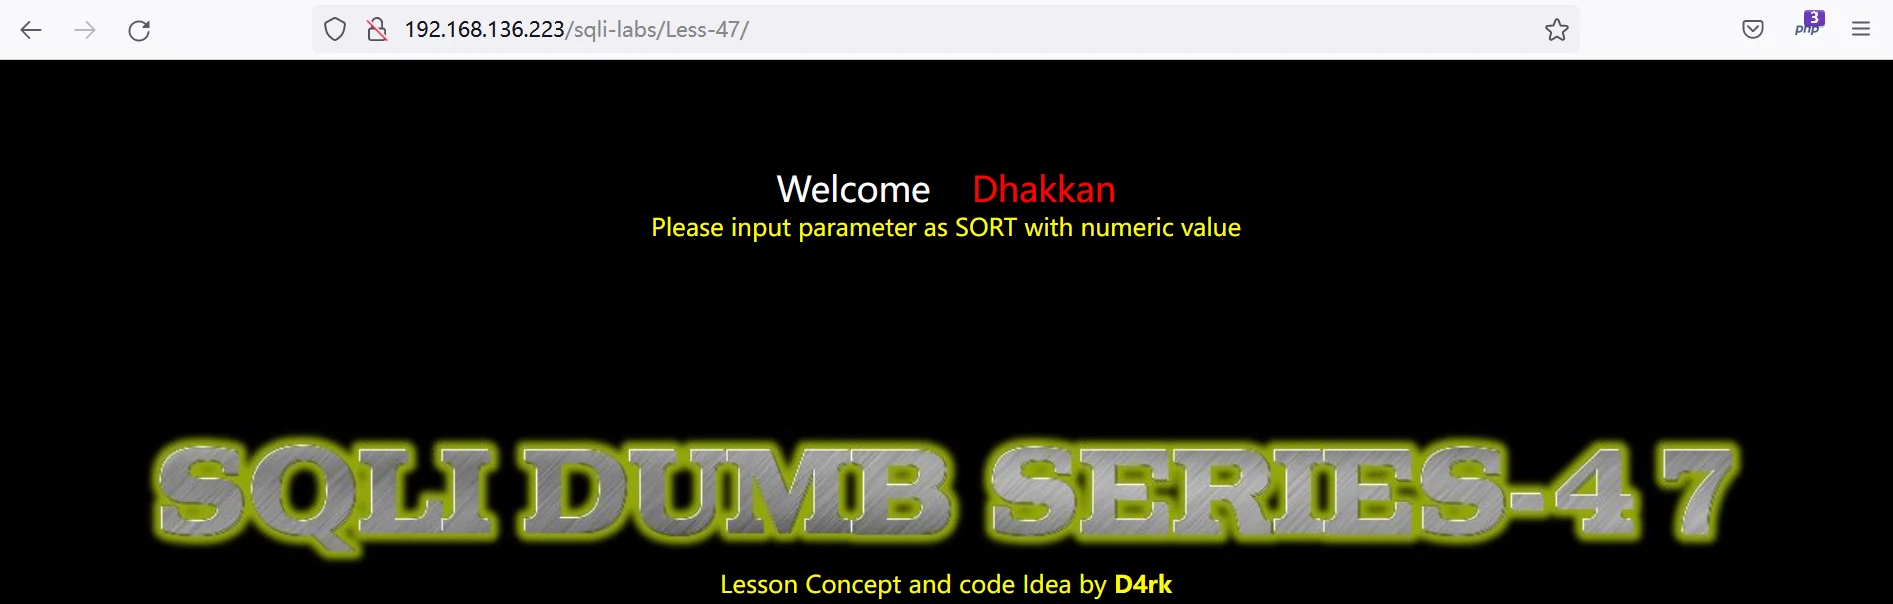 192.168.136.223/sqli-labs/Less-47/
3
php
Welcome Dhakkan
Please input parameter as SORT with numeric value
SQLI DUMB SERIES-47
Lesson Concept and code Idea by D4rk